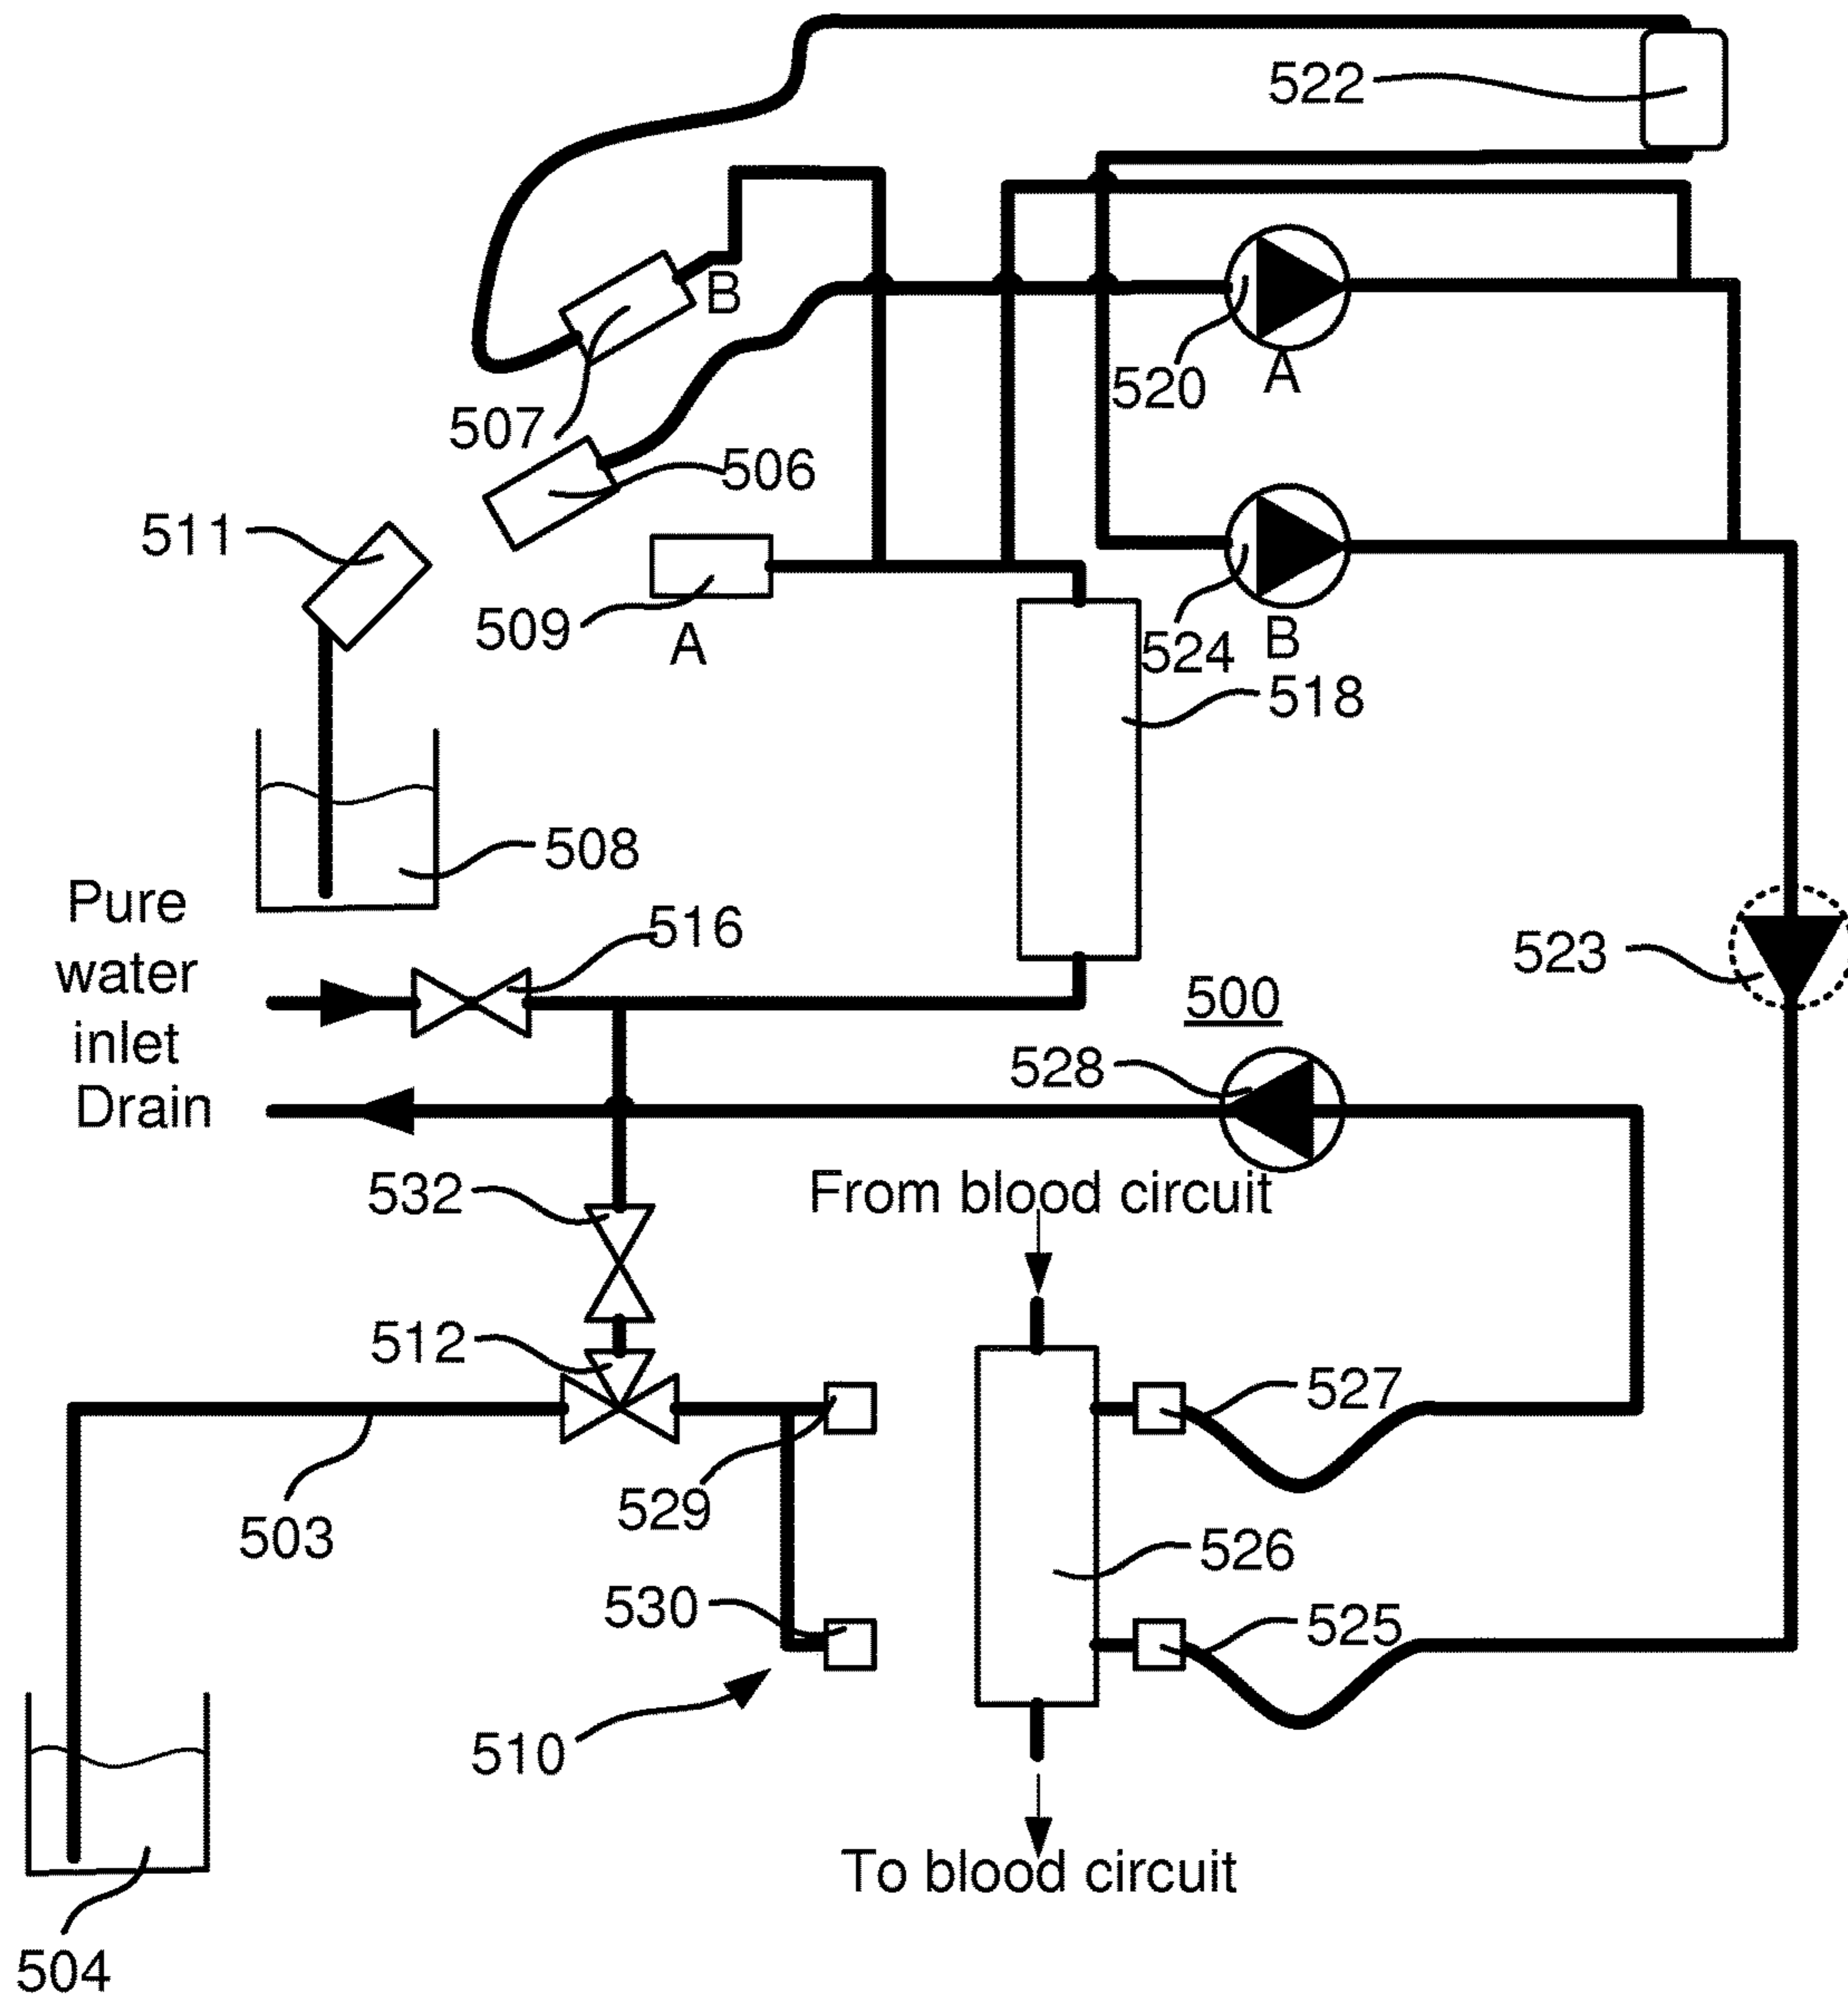 522
B
507
520
A
506
511
509
A
524
B
518
508
Pure
water
inlet
516
523
500
528
Drain
532
From blood circuit
512
527
529
503
526
530
525
510
To blood circuit
504